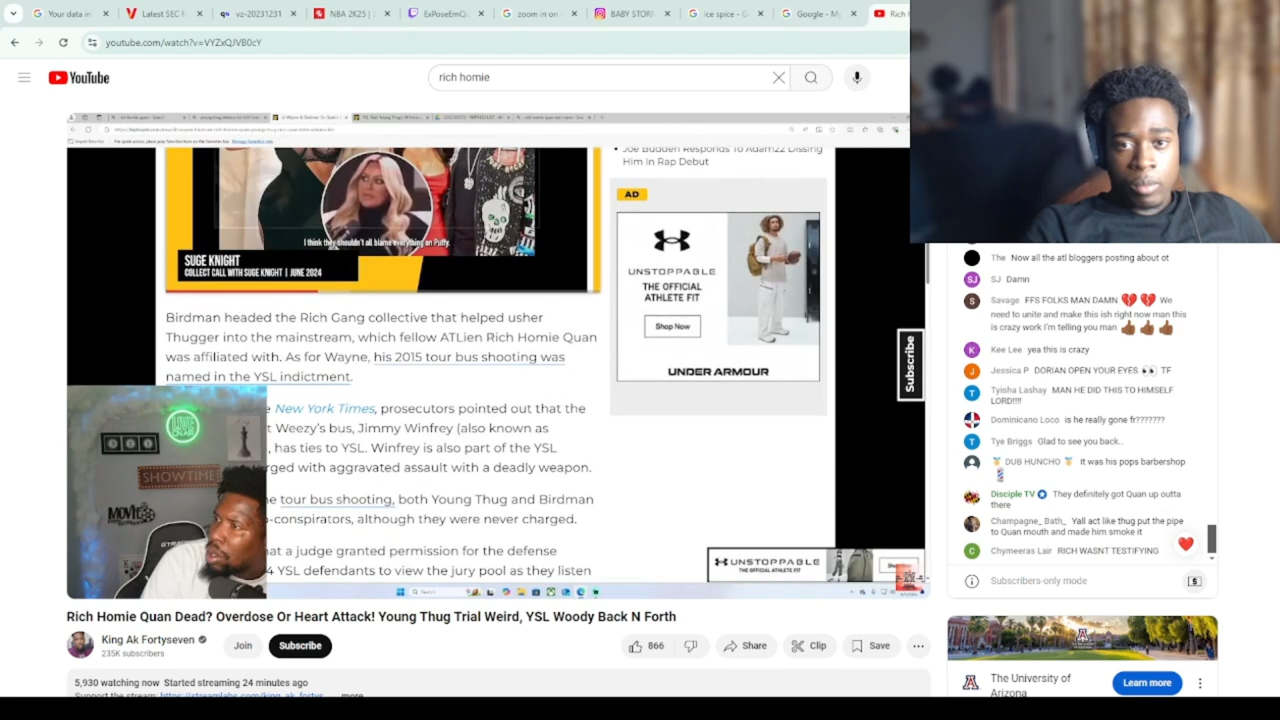 Your data in
Latest SEC F
vz-20231231
NBA 2K25 | J
ExPoseEmQ
zoom in on
BABY STORM
ice spice - G
Google - My
Rich H
youtube.com/watch?v=VYZxQJVB0cY
YouTube
rich homie
Joe Budden Responds To Adam22 Dissing
Him In Rap Debut
AD
UNSTOPPABLE
THE OFFICIAL
ATHLETE FIT
Shop Now
UNDER ARMOUR
I think they shouldn't all blame everything on Puffy.
SUGE KNIGHT
COLLECT CALL WITH SUGE KNIGHT | JUNE 2024
Birdman headed the Rich Gang collective that helped usher
Thugger into the mainstream, which fellow ATLien Rich Homie Quan
was affiliated with. As for Wayne, his 2015 tour bus shooting was
named in the YSL indictment.
New York Times, prosecutors pointed out that the
t Weezy's bus, Jimmy Winfrey (also known as
, has ties to YSL. Winfrey is also part of the YSL
rged with aggravated assault with a deadly weapon.
e tour bus shooting, both Young Thug and Birdman
o-conspirators, although they were never charged.
hat a judge granted permission for the defense
4 YSL defendants to view the jury pool as they listen
SHOWTIME
MOVIE
Subscribe
UNSTOPPABLE
THE OFFICIAL ATHLETE FIT
Search
Rich Homie Quan Dead? Overdose Or Heart Attack! Young Thug Trial Weird, YSL Woody Back N Forth
King Ak Fortyseven
235K subscribers
Join
Subscribe
866
Share
Clip
Save
5,930 watching now Started streaming 24 minutes ago
Support the stream: https://streamlabs.com/king_ak_fortys... ...more
The Now all the atl bloggers posting about ot
SJ SJ Damn
S Savage FFS FOLKS MAN DAMN 💔 💔 We
need to unite and make this ish right now man this
is crazy work I'm telling you man 👍🏾 👍🏾 👍🏾
K Kee Lee yea this is crazy
J Jessica P DORIAN OPEN YOUR EYES 👀 TF
T Tyisha Lashay MAN HE DID THIS TO HIMSELF
LORD!!!!
Dominicano Loco is he really gone fr???????
T Tye Briggs Glad to see you back..
🏅 DUB HUNCHO 🏅 It was his pops barbershop
💈
Disciple TV They definitely got Quan up outta
there
Champagne_ Bath_ Yall act like thug put the pipe
to Quan mouth and made him smoke it
C Chymeeras Lair RICH WASNT TESTIFYING
Subscribers-only mode
The University of
Arizona
Learn more